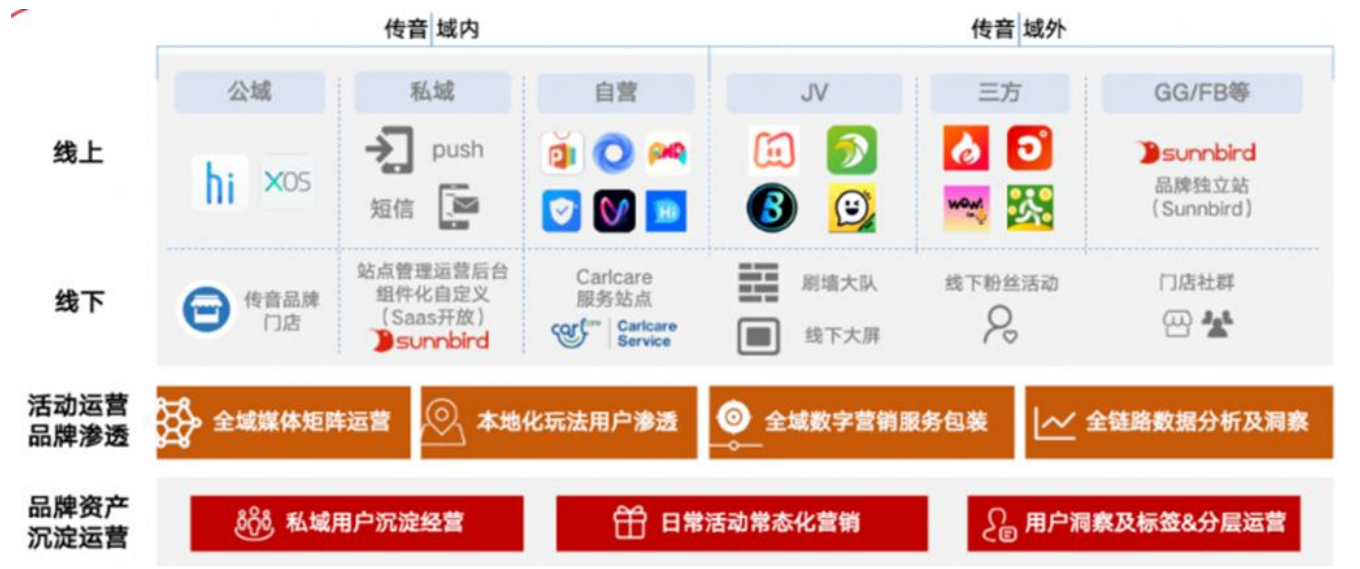 传音 域内
传音 域外
公域
私域
自营
JV
三方
GG/FB等
线上
hi
XOS
push
短信
Hi
B
WOW!
sunnbird
品牌独立站
(Sunnbird)
线下
传音品牌
门店
站点管理运营后台
组件化自定义
(Saas开放)
sunnbird
Carlcare
服务站点
carlcare
Carlcare
Service
刷墙大队
线下大屏
线下粉丝活动
门店社群
活动运营
品牌渗透
全域媒体矩阵运营
本地化玩法用户渗透
全域数字营销服务包装
全链路数据分析及洞察
品牌资产
沉淀运营
私域用户沉淀经营
日常活动常态化营销
用户洞察及标签&分层运营